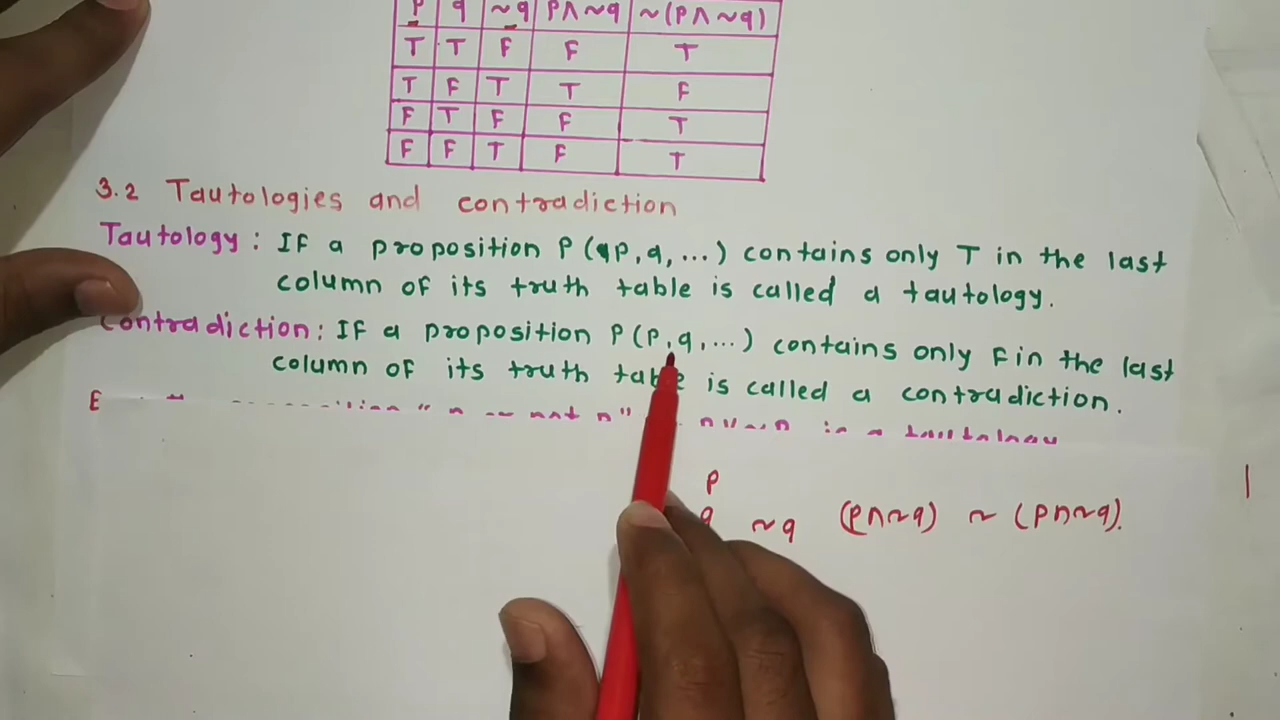 P q ~q P∧~q ~(P∧~q)
T T F F T
T F T T F
F T F F T
F F T F T
3.2 Tautologies and contradiction
Tautology: If a proposition P(qp,q,...) contains only T in the last
column of its truth table is called a tautology.
Contradiction: If a proposition P(p,q,...) contains only F in the last
column of its truth table is called a contradiction.
P
q ~q (p∧~q) ~(p∧~q).